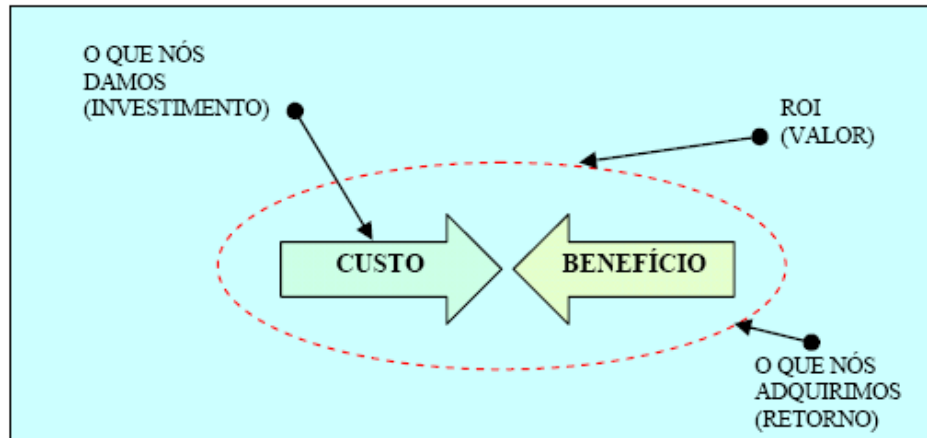 O QUE NÓS
DAMOS
(INVESTIMENTO)
ROI
(VALOR)
CUSTO
BENEFÍCIO
O QUE NÓS
ADQUIRIMOS
(RETORNO)